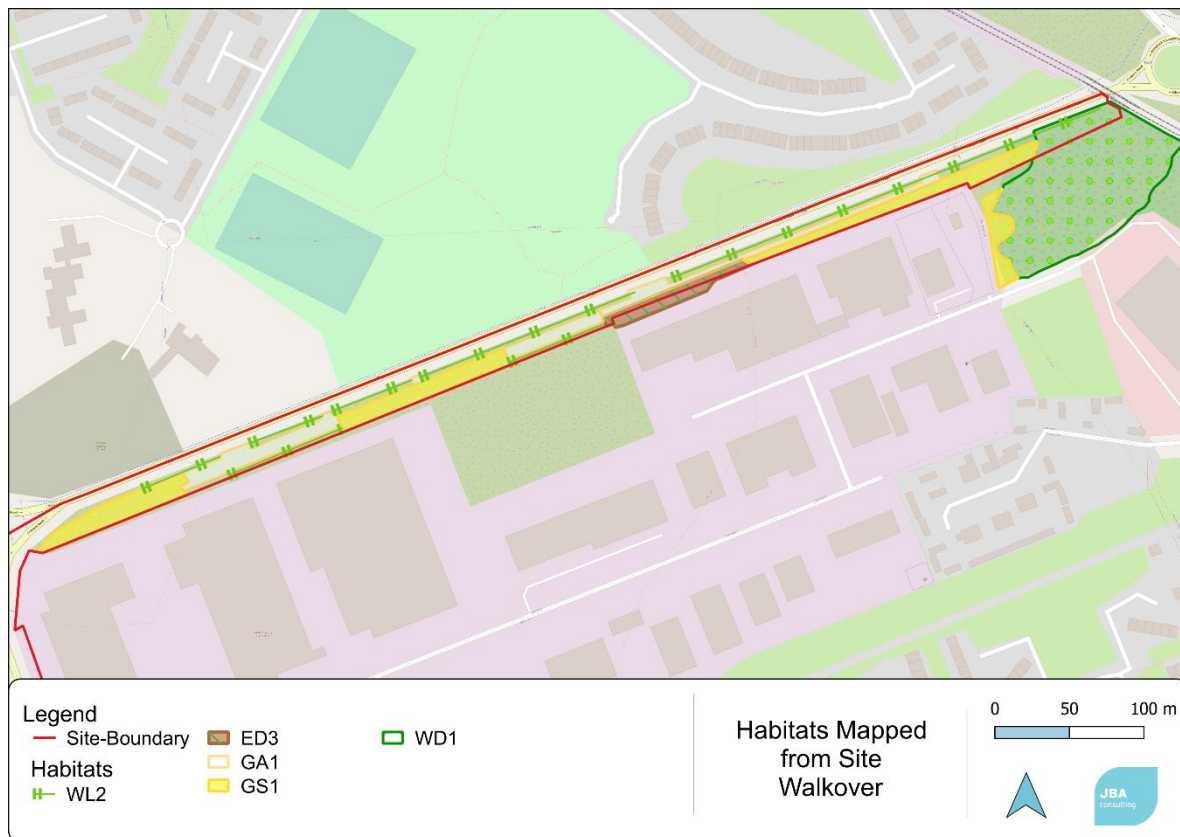 Legend
Site-Boundary
Habitats
WL2
ED3
GA1
GS1
WD1
Habitats Mapped
from Site
Walkover
0 50 100 m
JBA
consulting